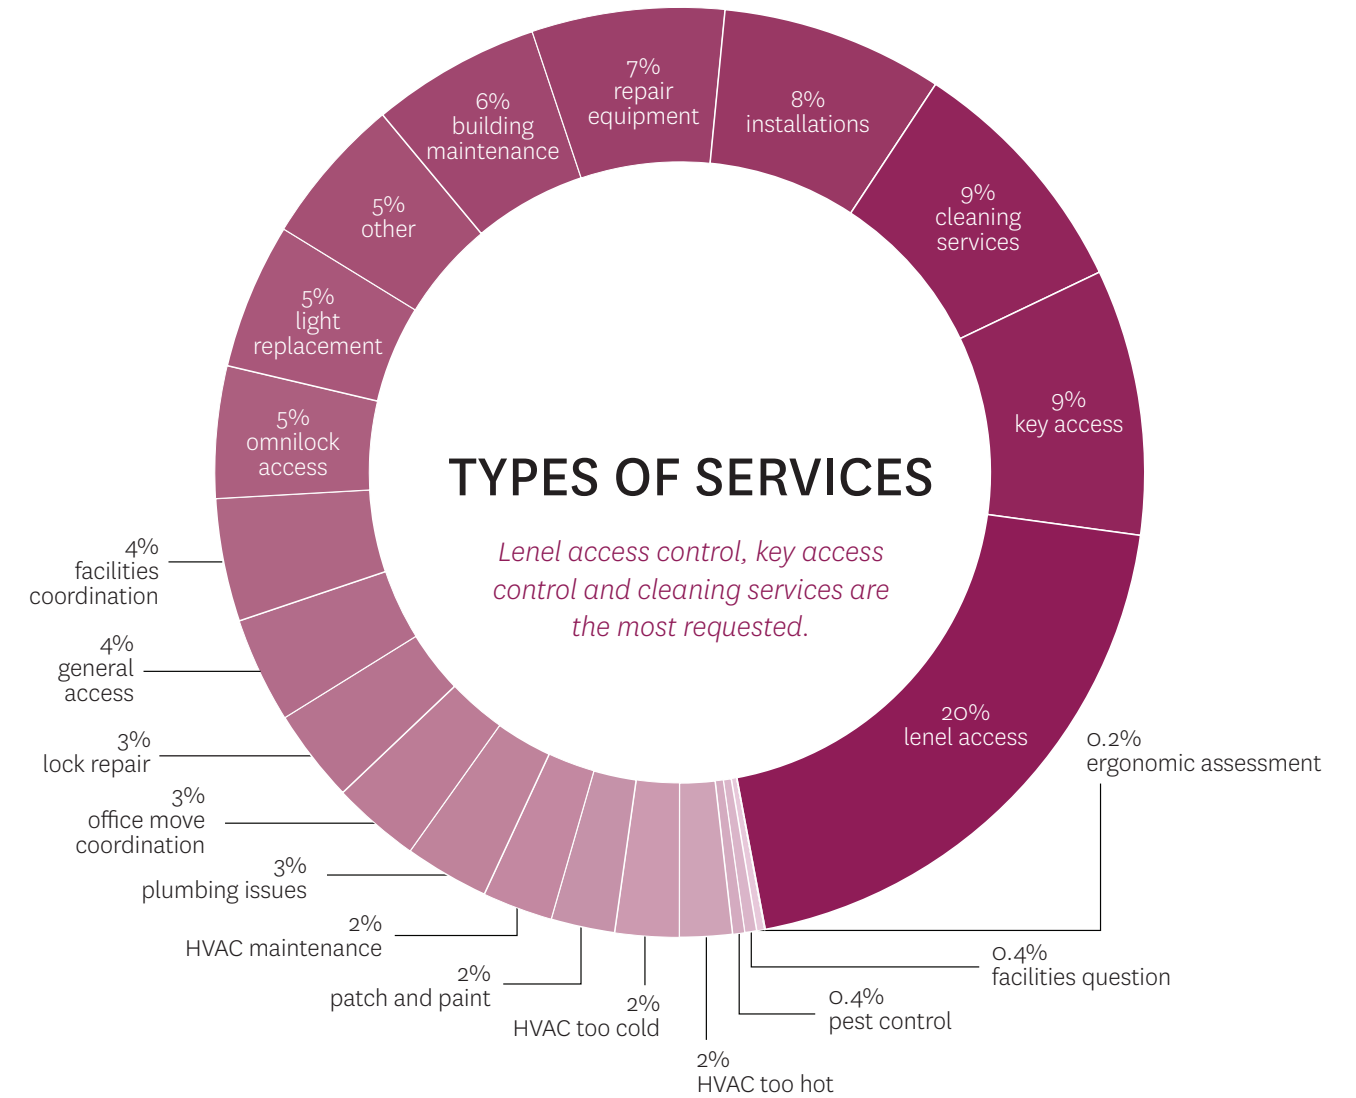 7%
repair
equipment
8%
installations
9%
cleaning
services
9%
key access
20%
lenel access
0.2%
ergonomic assessment
0.4%
facilities question
0.4%
pest control
2%
HVAC too hot
2%
HVAC too cold
2%
patch and paint
2%
HVAC maintenance
3%
plumbing issues
3%
office move
coordination
3%
lock repair
4%
general
access
4%
facilities
coordination
5%
omnilock
access
5%
light
replacement
5%
other
6%
building
maintenance
TYPES OF SERVICES
Lenel access control, key access
control and cleaning services are
the most requested.